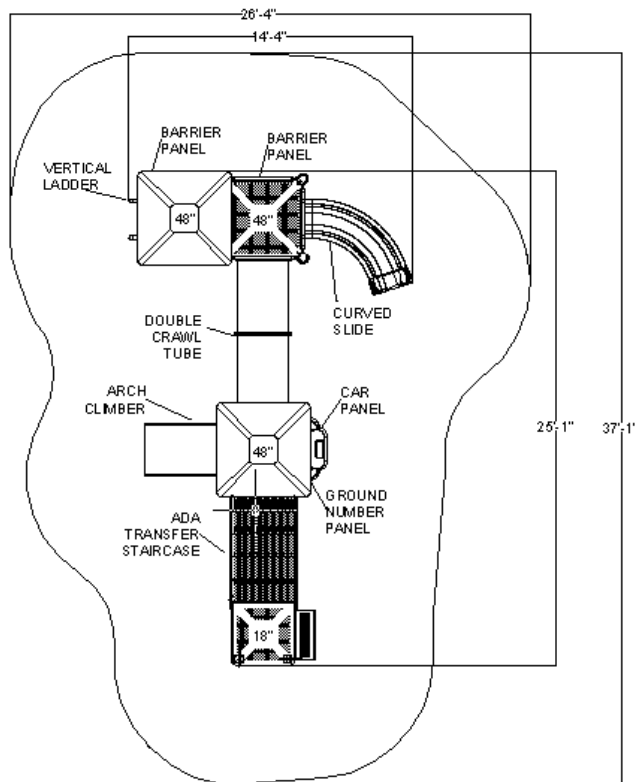 26'-4"
14'-4"
BARRIER
PANEL
BARRIER
PANEL
VERTICAL
LADDER
48"
48"
CURVED
SLIDE
DOUBLE
CRAWL
TUBE
ARCH
CLIMBER
CAR
PANEL
25'-1"
37'-1"
48"
GROUND
NUMBER
PANEL
ADA
TRANSFER
STAIRCASE
18"